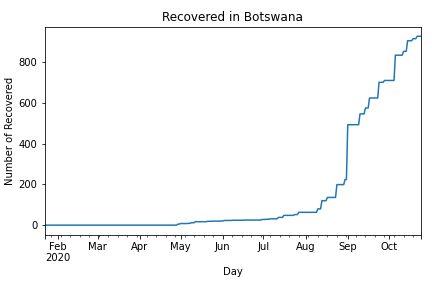 Recovered in Botswana
Number of Recovered
800
600
400
200
0
Feb Mar Apr May Jun Jul Aug Sep Oct
2020
Day